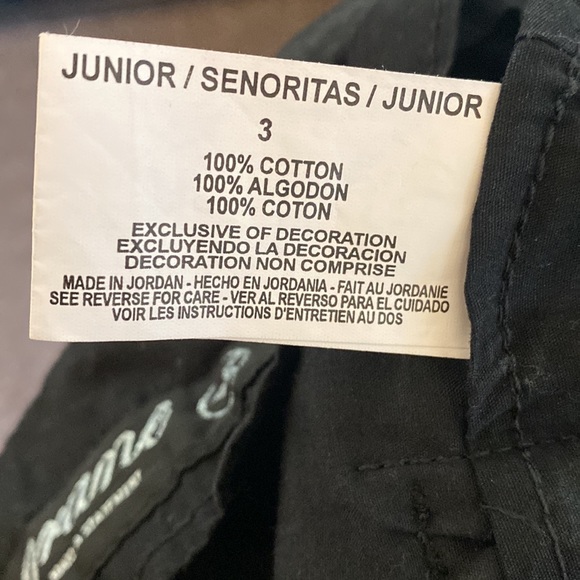 JUNIOR / SENORITAS / JUNIOR
3
100% COTTON
100% ALGODON
100% COTON
EXCLUSIVE OF DECORATION
EXCLUYENDO LA DECORACION
DECORATION NON COMPRISE
MADE IN JORDAN - HECHO EN JORDANIA - FAIT AU JORDANIE
SEE REVERSE FOR CARE - VER AL REVERSO PARA EL CUIDADO
VOIR LES INSTRUCTIONS D'ENTRETIEN AU DOS
A STATEMENT